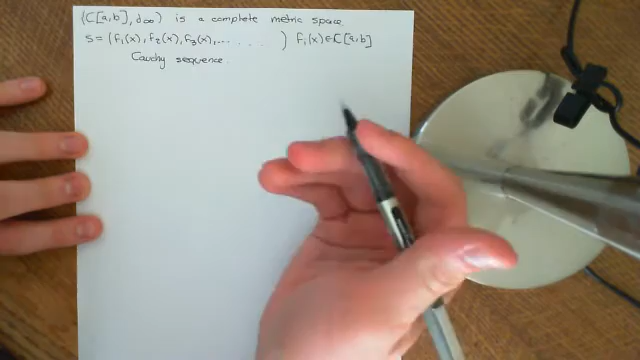 (C[a,b], d∞) is a complete metric space.
S = (f₁(x), f₂(x), f₃(x), ... . . . ) fᵢ(x) ∈ C[a,b]
Cauchy sequence.